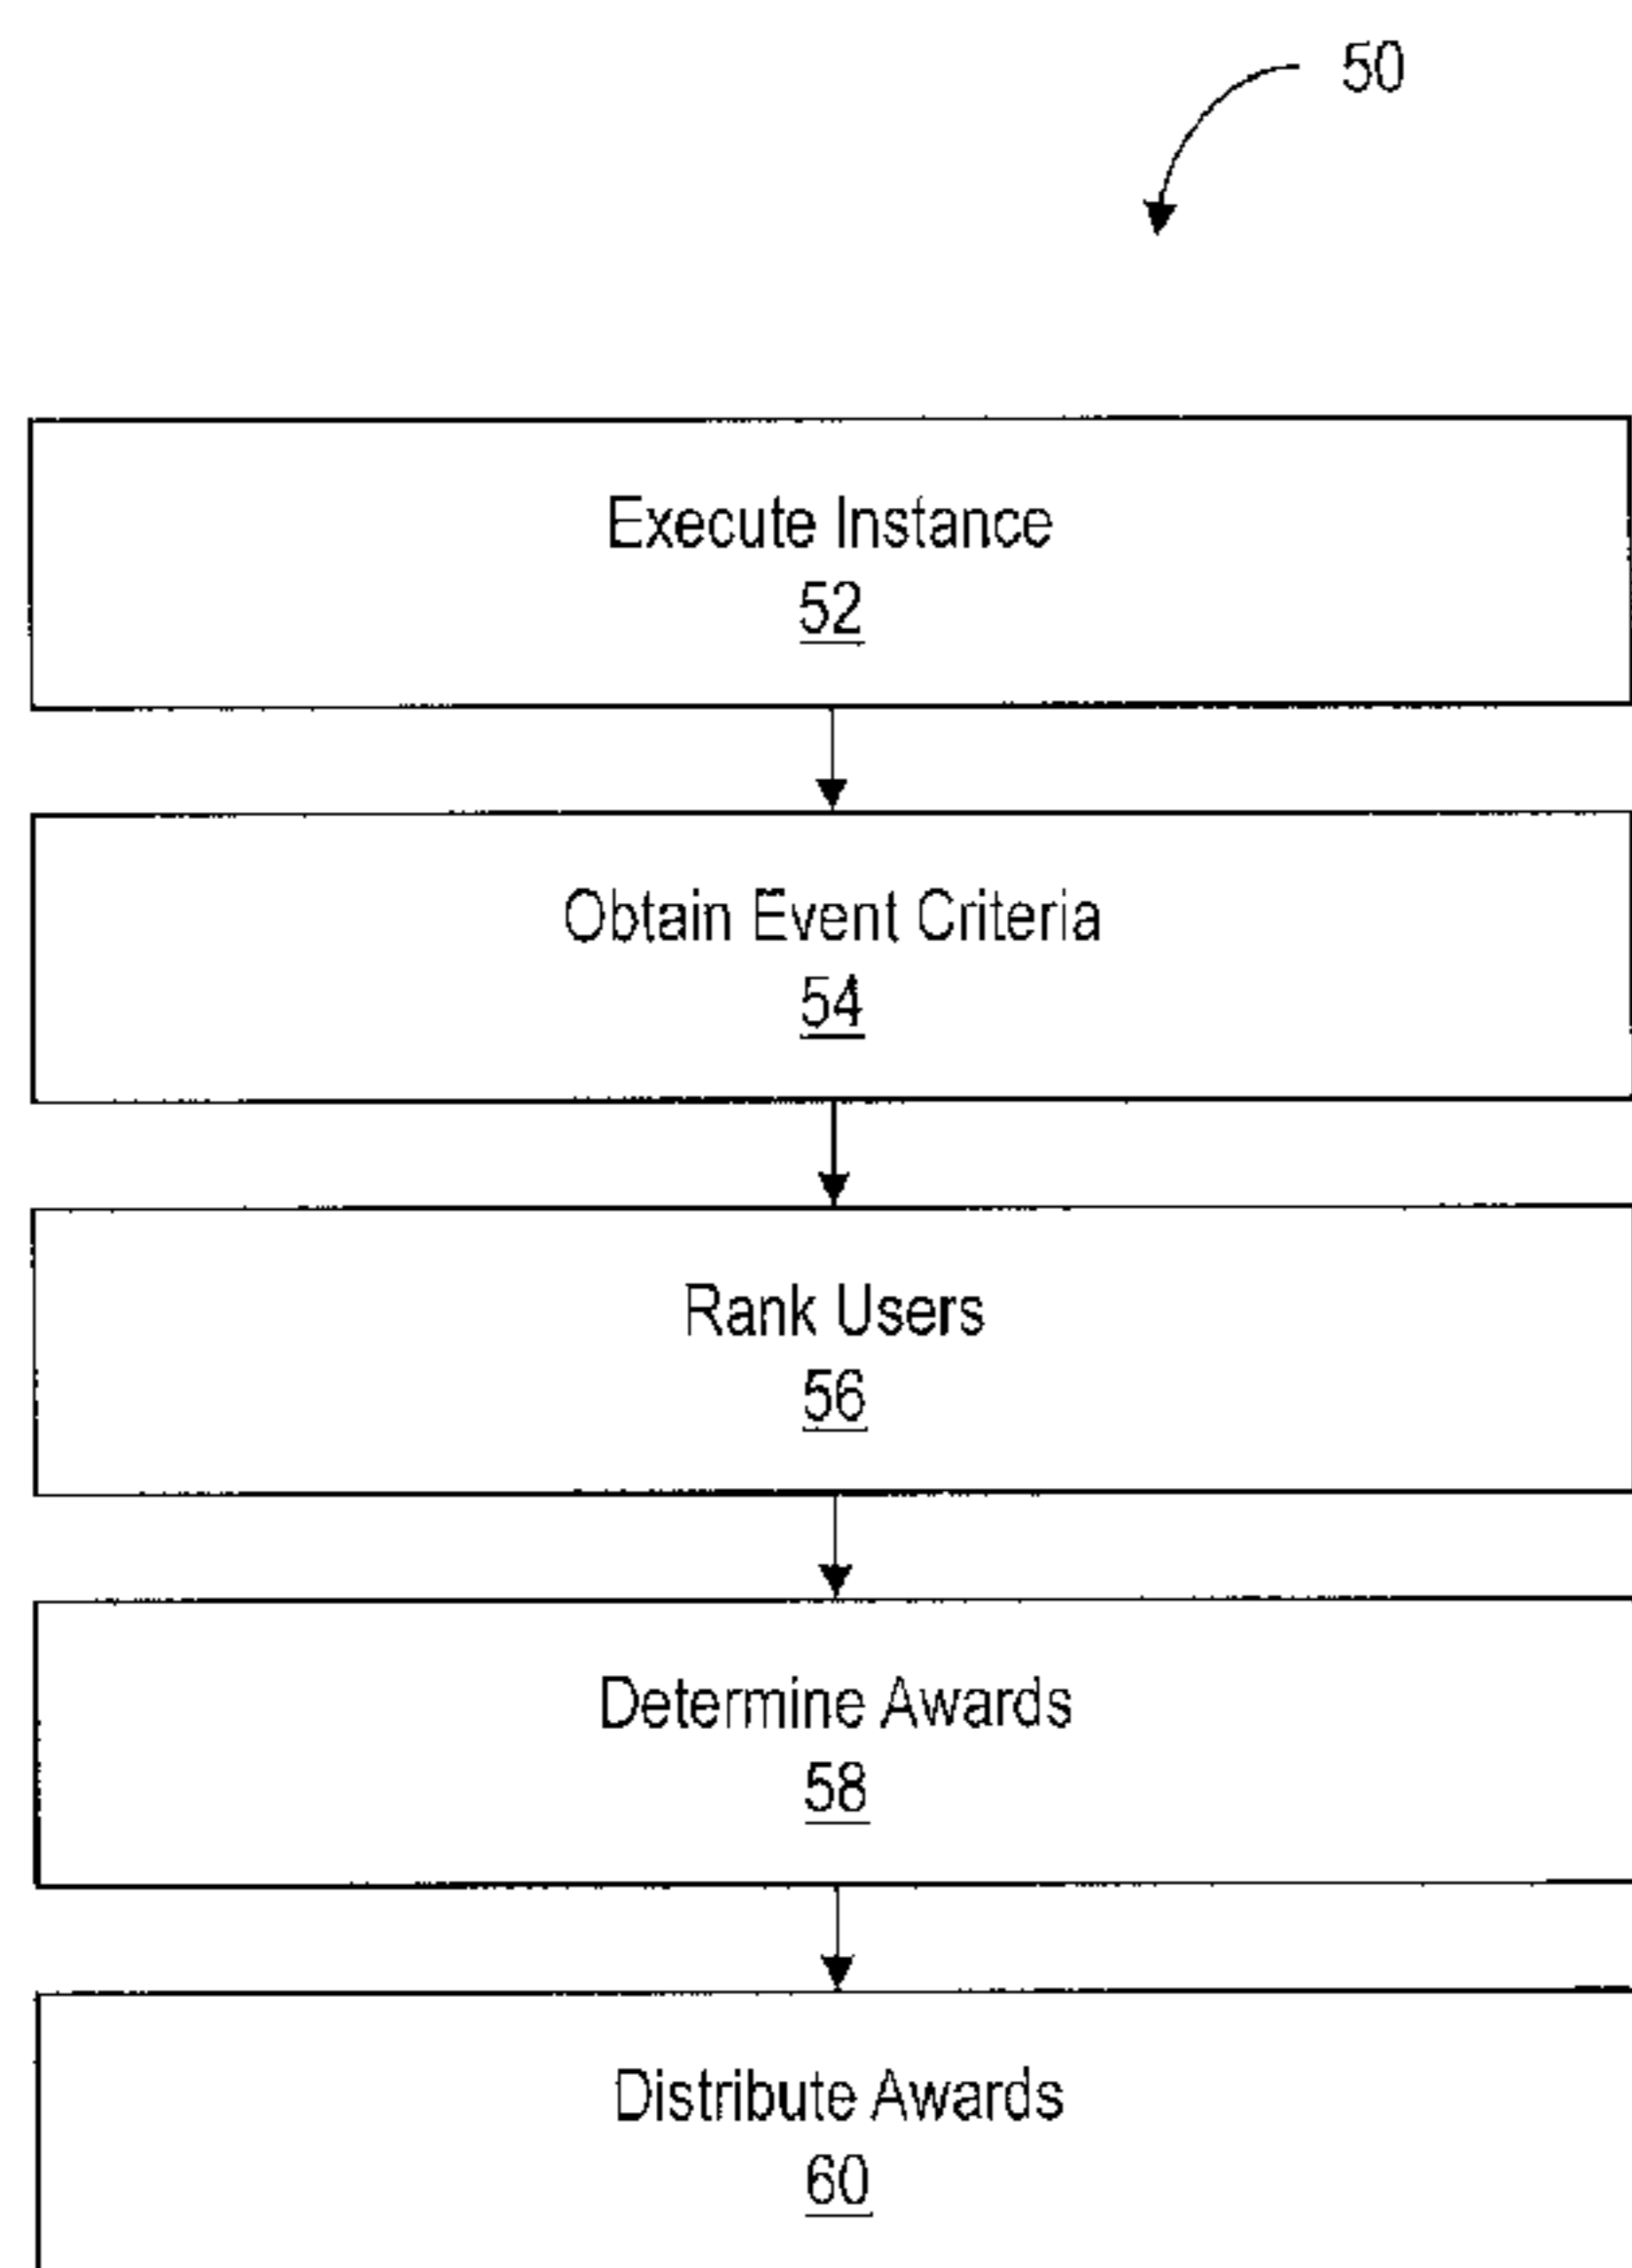 50
Execute Instance
52
Obtain Event Criteria
54
Rank Users
56
Determine Awards
58
Distribute Awards
60